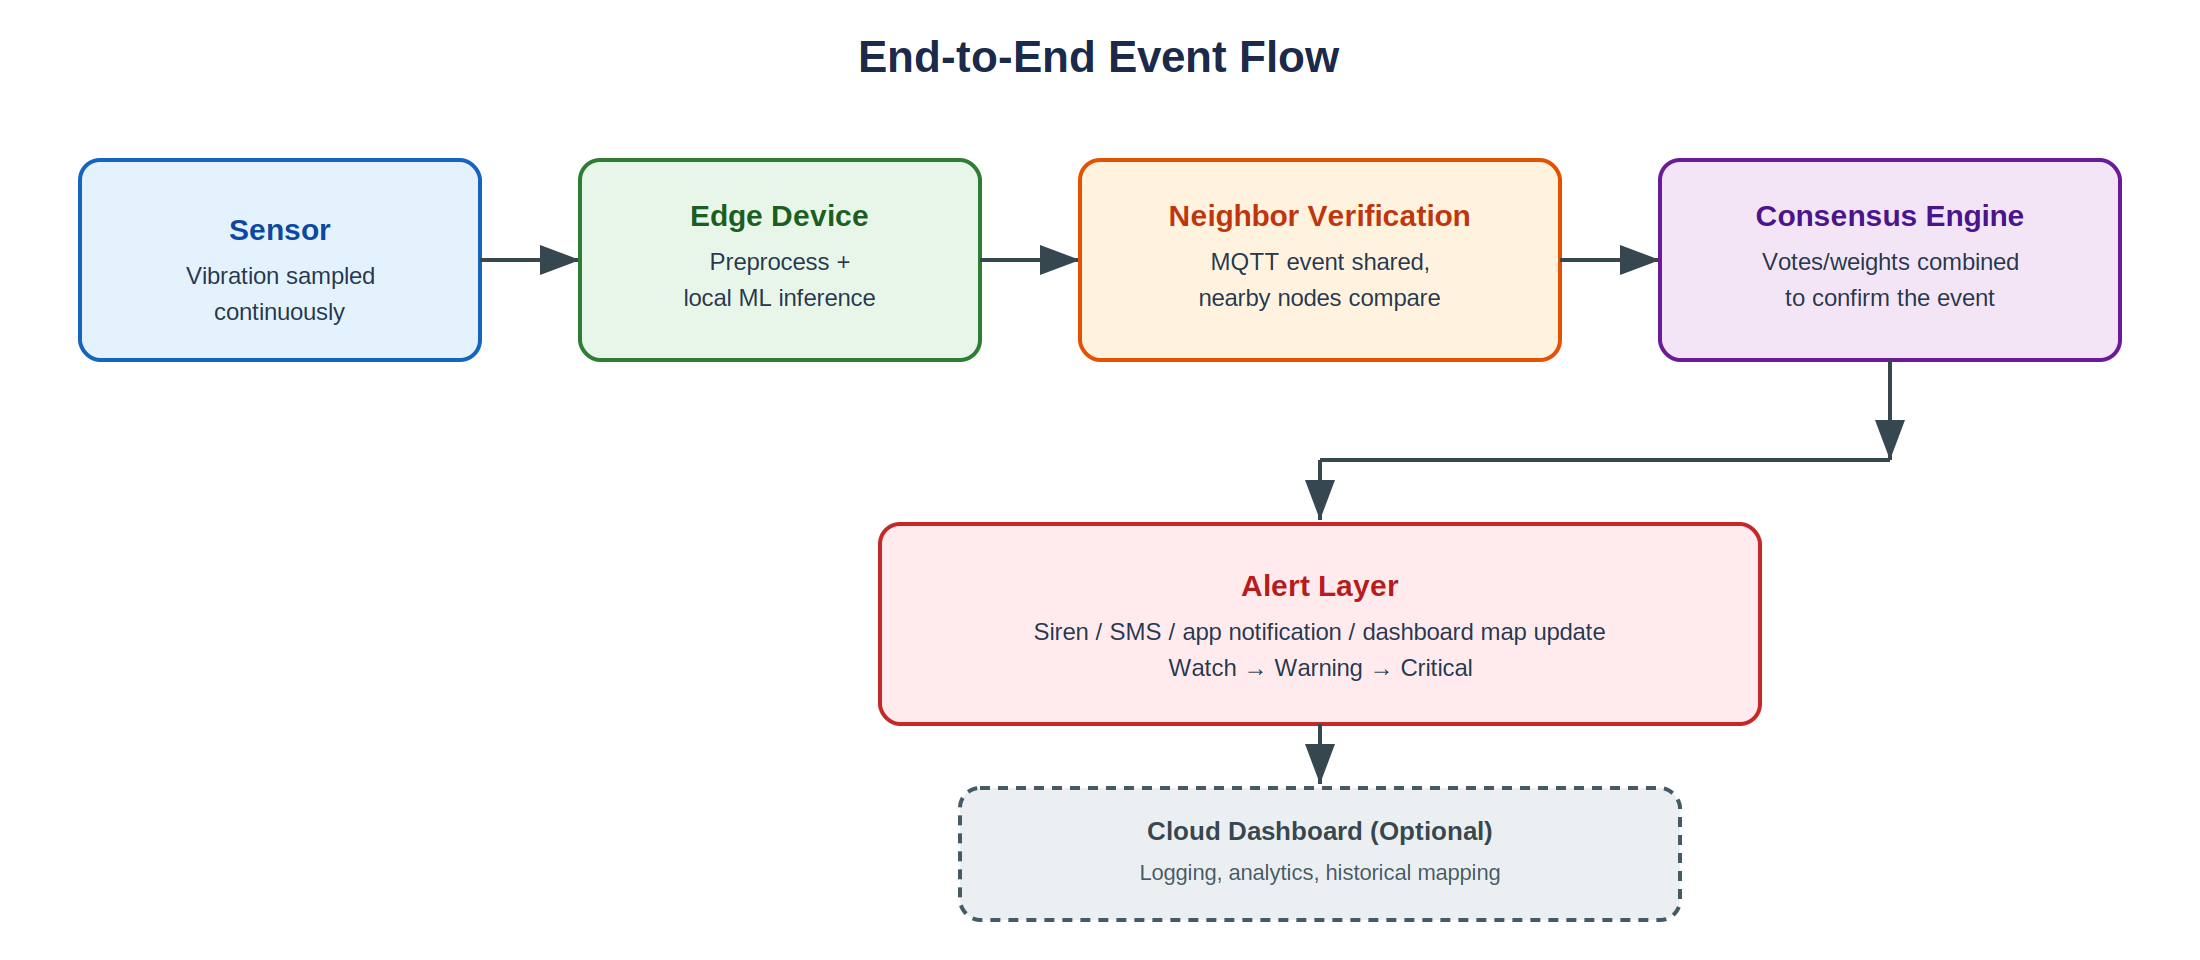 End-to-End Event Flow
Sensor
Vibration sampled
continuously
Edge Device
Preprocess +
local ML inference
Neighbor Verification
MQTT event shared,
nearby nodes compare
Consensus Engine
Votes/weights combined
to confirm the event
Alert Layer
Siren / SMS / app notification / dashboard map update
Watch → Warning → Critical
Cloud Dashboard (Optional)
Logging, analytics, historical mapping